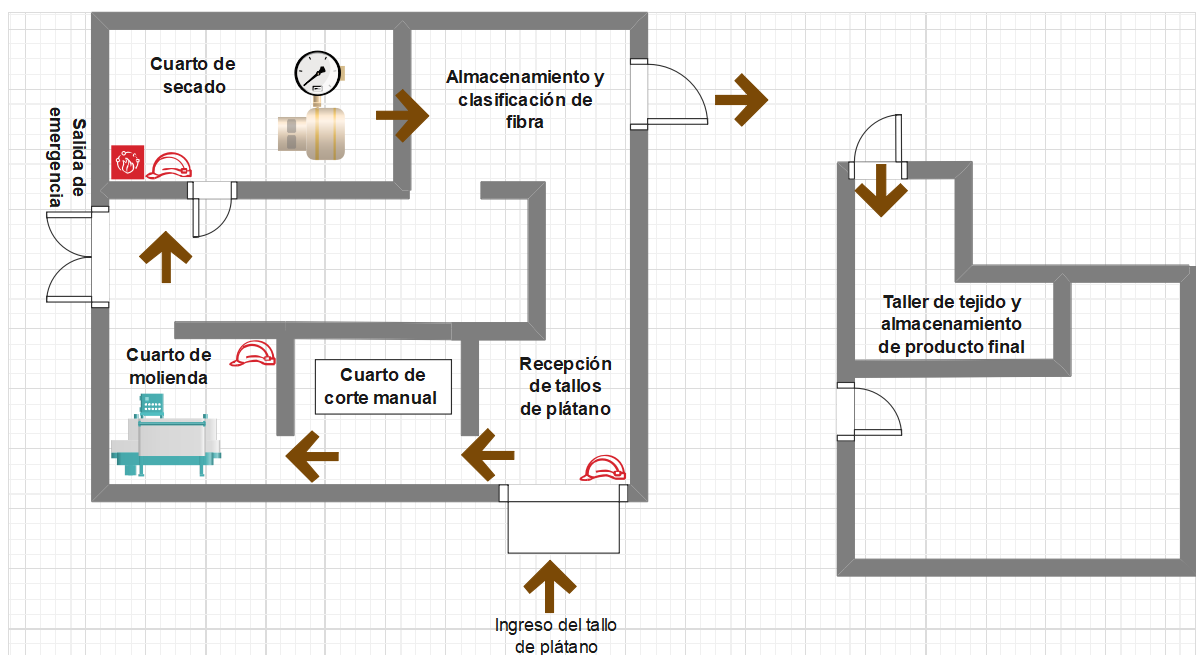 Cuarto de
secado
Almacenamiento y
clasificación de
fibra
Salida de
emergencia
Taller de tejido y
almacenamiento
de producto final
Cuarto de
molienda
Cuarto de
corte manual
Recepción
de tallos
de plátano
Ingreso del tallo
de plátano